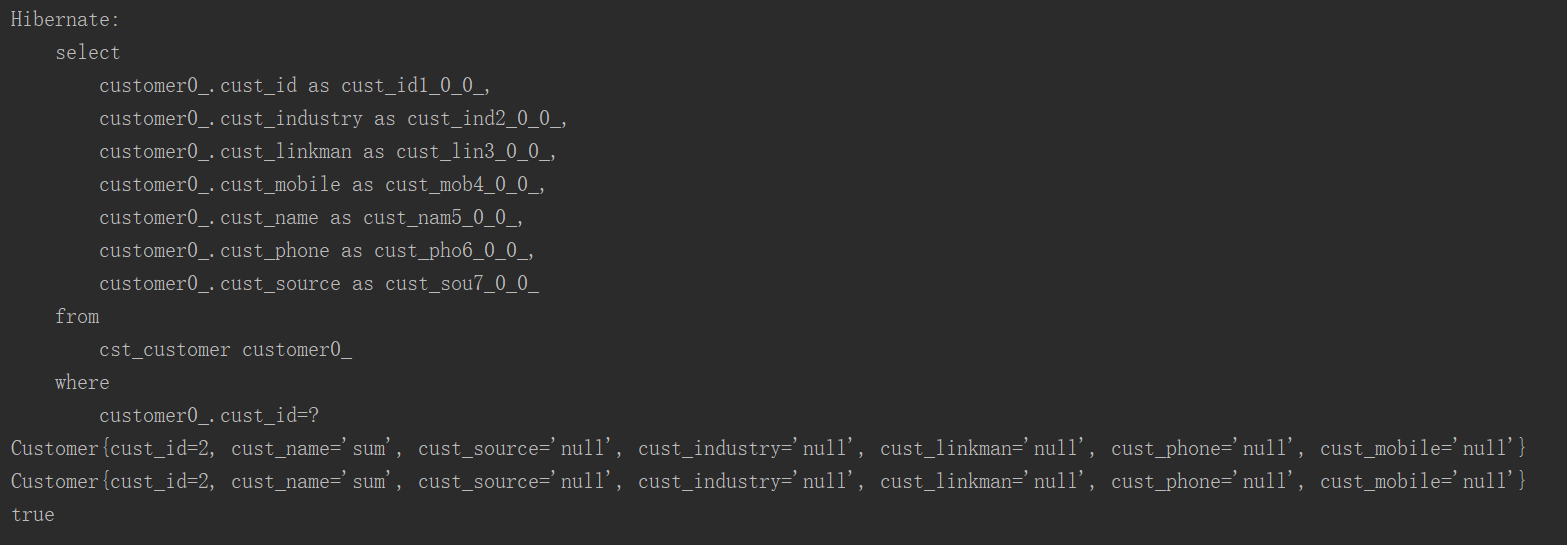 Hibernate:
    select
        customer0_.cust_id as cust_id1_0_0_,
        customer0_.cust_industry as cust_ind2_0_0_,
        customer0_.cust_linkman as cust_lin3_0_0_,
        customer0_.cust_mobile as cust_mob4_0_0_,
        customer0_.cust_name as cust_nam5_0_0_,
        customer0_.cust_phone as cust_pho6_0_0_,
        customer0_.cust_source as cust_sou7_0_0_
    from
        cst_customer customer0_
    where
        customer0_.cust_id=?
Customer{cust_id=2, cust_name='sum', cust_source='null', cust_industry='null', cust_linkman='null', cust_phone='null', cust_mobile='null'}
Customer{cust_id=2, cust_name='sum', cust_source='null', cust_industry='null', cust_linkman='null', cust_phone='null', cust_mobile='null'}
true